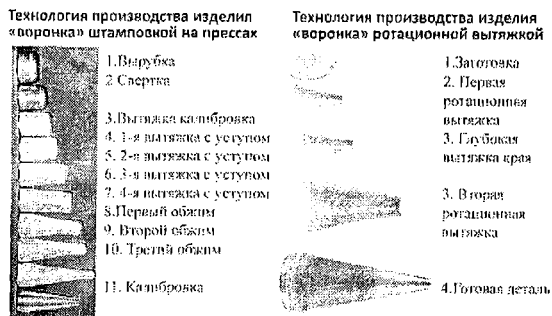 Технология производства изделия
«воронка» штамповкой на прессах
1.Вырубка
2 Свертка
3.Вытяжка калибровка
4. 1-я вытяжка с уступом
5. 2-я вытяжка с уступом
6. 3-я вытяжка с уступом
7. 4-я вытяжка с уступом
8.Первый обжим
9. Второй обжим
10. Третий обжим
11. Калибровка
Технология производства изделия
«воронка» ротационной вытяжкой
1.Заготовка
2. Первая
ротационная
вытяжка
3. Глубокая
вытяжка края
3. Вторая
ротационная
вытяжка
4.Готовая деталь